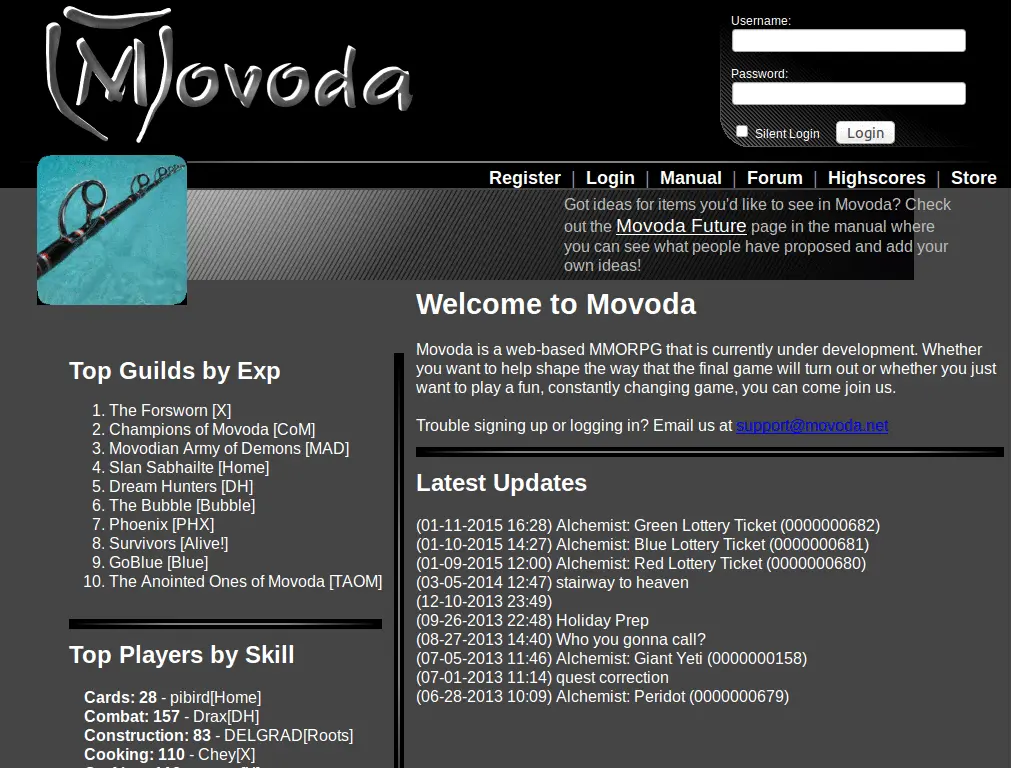 Movoda
Username:
Password:
Silent Login
Login
Register | Login | Manual | Forum | Highscores | Store
Got ideas for items you'd like to see in Movoda? Check
out the Movoda Future page in the manual where
you can see what people have proposed and add your
own ideas!
Welcome to Movoda
Movoda is a web-based MMORPG that is currently under development. Whether
you want to help shape the way that the final game will turn out or whether you just
want to play a fun, constantly changing game, you can come join us.
Trouble signing up or logging in? Email us at support@movoda.net
Latest Updates
(01-11-2015 16:28) Alchemist: Green Lottery Ticket (0000000682)
(01-10-2015 14:27) Alchemist: Blue Lottery Ticket (0000000681)
(01-09-2015 12:00) Alchemist: Red Lottery Ticket (0000000680)
(03-05-2014 12:47) stairway to heaven
(12-10-2013 23:49)
(09-26-2013 22:48) Holiday Prep
(08-27-2013 14:40) Who you gonna call?
(07-05-2013 11:46) Alchemist: Giant Yeti (0000000158)
(07-01-2013 11:14) quest correction
(06-28-2013 10:09) Alchemist: Peridot (0000000679)
Top Guilds by Exp
1. The Forsworn [X]
2. Champions of Movoda [CoM]
3. Movodian Army of Demons [MAD]
4. Slan Sabhailte [Home]
5. Dream Hunters [DH]
6. The Bubble [Bubble]
7. Phoenix [PHX]
8. Survivors [Alive!]
9. GoBlue [Blue]
10. The Anointed Ones of Movoda [TAOM]
Top Players by Skill
Cards: 28 - pibird[Home]
Combat: 157 - Drax[DH]
Construction: 83 - DELGRAD[Roots]
Cooking: 110 - Chey[X]